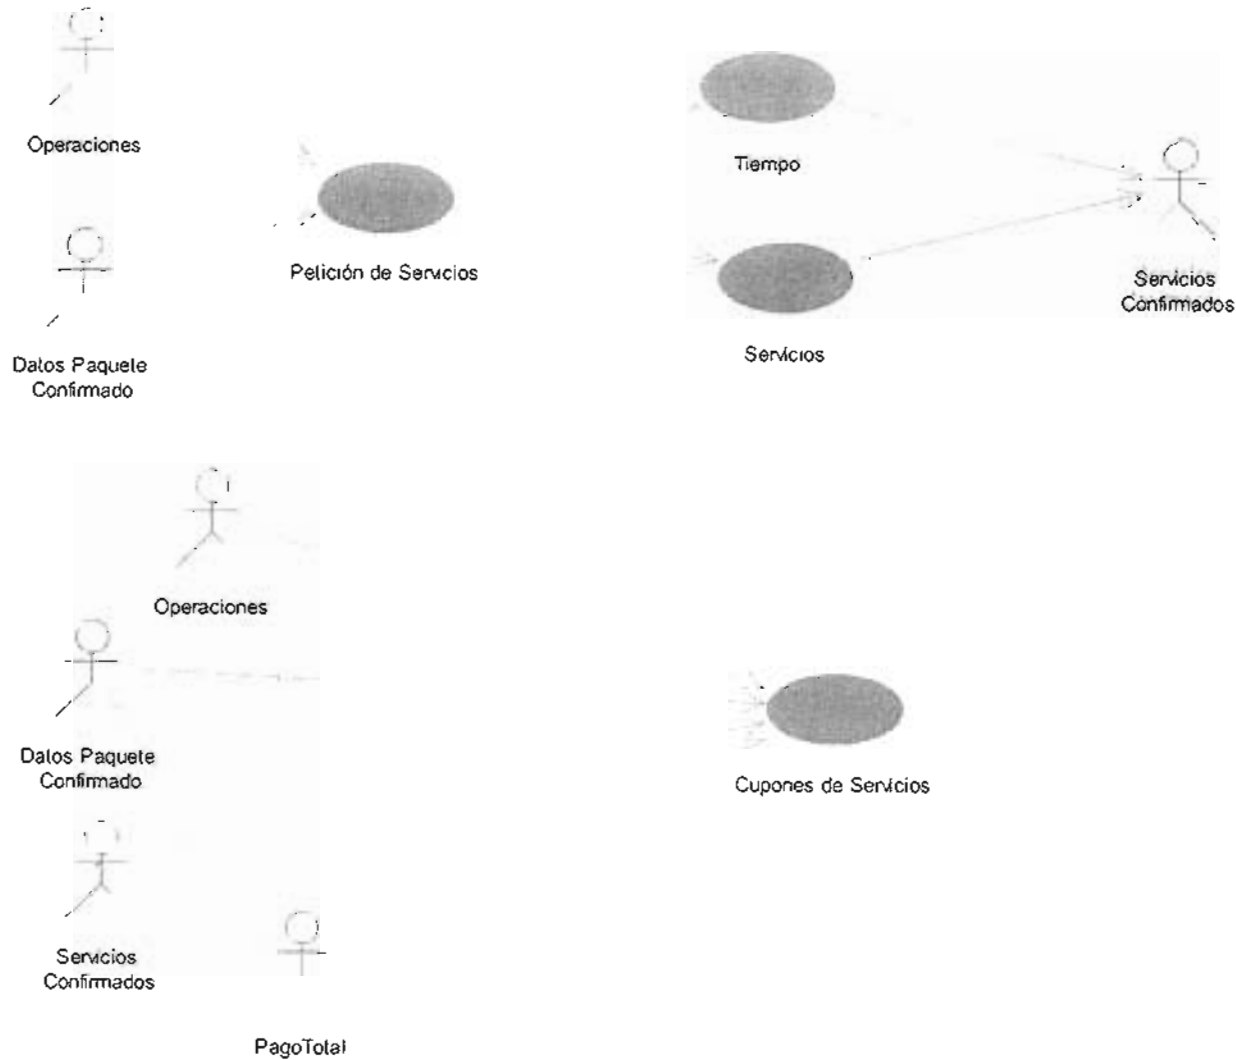 Operaciones
Tiempo
Petición de Servicios
Servicios
Confirmados
Datos Paquete
Confirmado
Servicios
Operaciones
Datos Paquete
Confirmado
Cupones de Servicios
Servicios
Confirmados
PagoTotal